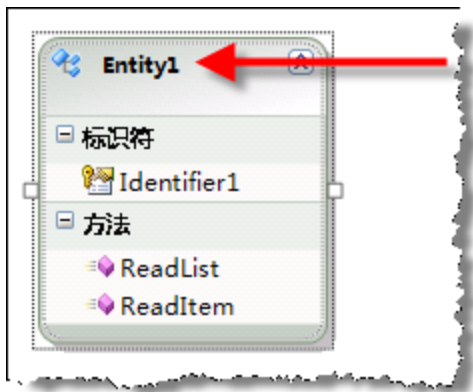 Entity1
标识符
Identifier1
方法
ReadList
ReadItem